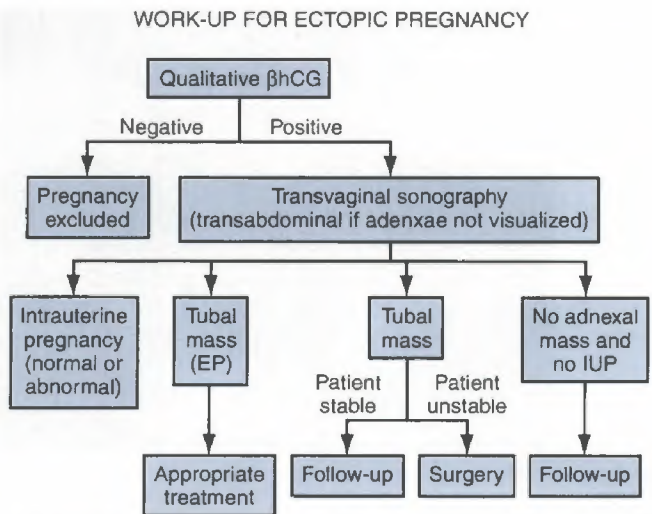 WORK-UP FOR ECTOPIC PREGNANCY
Qualitative βhCG
Negative
Positive
Pregnancy
excluded
Transvaginal sonography
(transabdominal if adenxae not visualized)
Intrauterine
pregnancy
(normal or
abnormal)
Tubal
mass
(EP)
Tubal
mass
No adnexal
mass and
no IUP
Patient
stable
Patient
unstable
Appropriate
treatment
Follow-up
Surgery
Follow-up